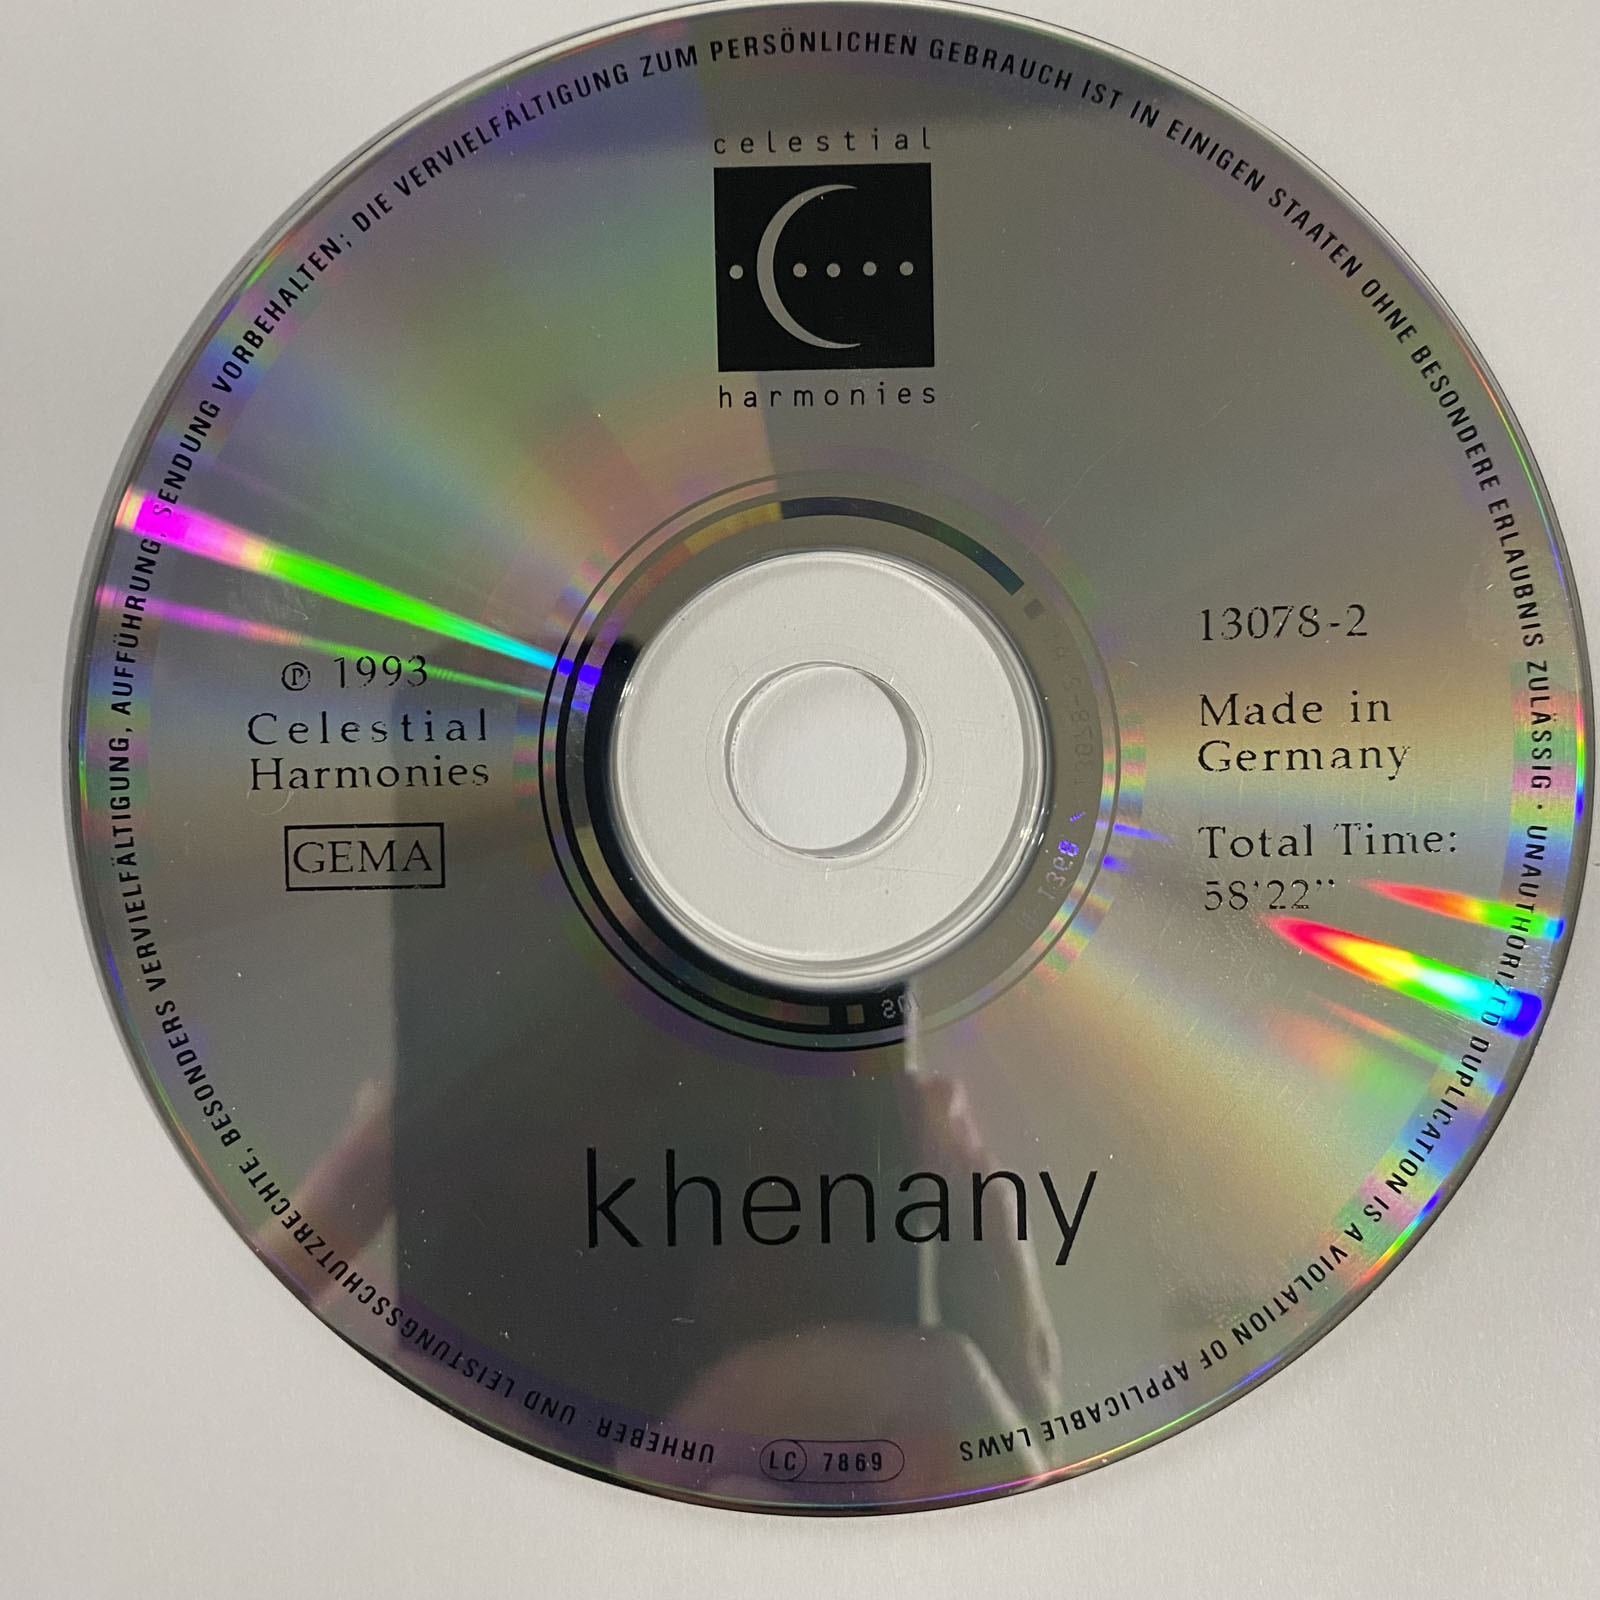 celestial
harmonies
℗ 1993
Celestial
Harmonies
GEMA
13078-2
Made in
Germany
Total Time:
58'22"
khenany
LC 7869
URHEBER- UND LEISTUNGSSCHUTZRECHTE, BESONDERS VERVIELFÄLTIGUNG, AUFFÜHRUNG, SENDUNG VORBEHALTEN; DIE VERVIELFÄLTIGUNG ZUM PERSÖNLICHEN GEBRAUCH IST IN EINIGEN STAATEN OHNE BESONDERE ERLAUBNIS ZULÄSSIG · UNAUTHORIZED DUPLICATION IS A VIOLATION OF APPLICABLE LAWS